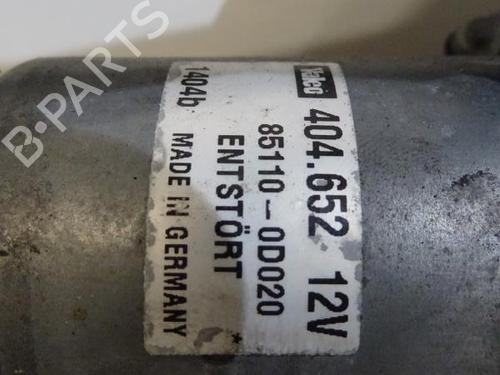 Valeo 404.652 12V
85110-0D020
ENTSTÖRT *
1404b MADE IN GERMANY
B-PARTS